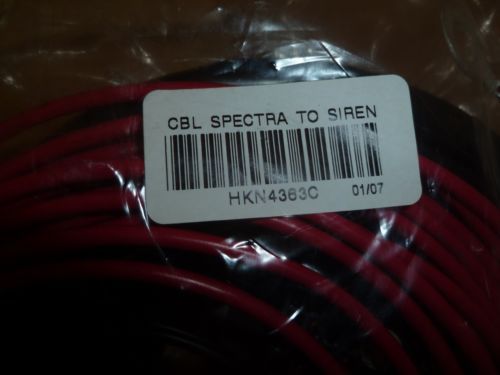 CBL SPECTRA TO SIREN
HKN4363C 01/07